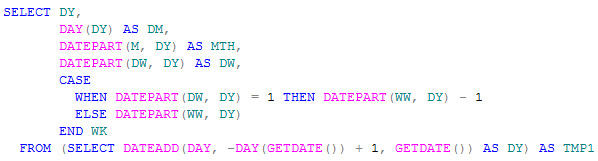 SELECT DY,
DAY(DY) AS DM,
DATEPART(M, DY) AS MTH,
DATEPART(DW, DY) AS DW,
CASE
WHEN DATEPART(DW, DY) = 1 THEN DATEPART(WW, DY) - 1
ELSE DATEPART(WW, DY)
END WK
FROM (SELECT DATEADD(DAY, -DAY(GETDATE()) + 1, GETDATE()) AS DY) AS TMP1